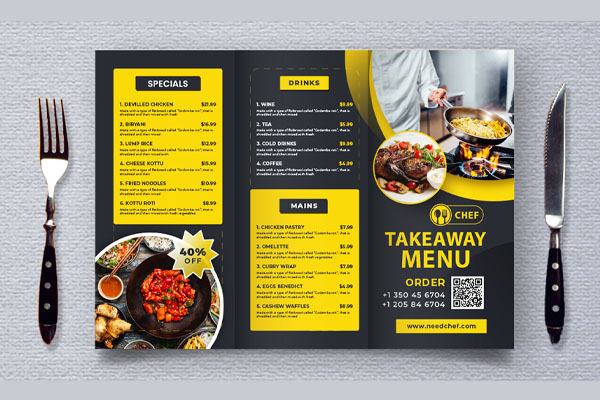 SPECIALS
1. DEVILLED CHICKEN $21.99
Made with a type of flatbread called "Godamba roti", that is
shredded and then mixed with fresh
2. BIRYANI $16.99
Made with a type of flatbread called "Godamba roti", that is
shredded and then mixed
3. LUMP RICE $12.99
Made with a type of flatbread called "Godamba roti", that is
shredded and then mixed with fresh
4. CHEESE KOTTU $15.99
Made with a type of flatbread called "Godamba roti", that is
shredded and then
5. FRIED NOODLES $10.99
Made with a type of flatbread called "Godamba roti", that is
shredded and then mixed
6. KOTTU ROTI $8.99
Made with a type of flatbread called "Godamba roti", that is
shredded and then mixed with fresh vegetables
40%
OFF
DRINKS
1. WINE $9.99
Made with a type of flatbread called "Godamba roti", that is
shredded and then mixed
2. TEA $5.99
Made with a type of flatbread called "Godamba roti", that is
shredded and then mixed
3. COLD DRINKS
Made with a type of flatbread called "Godamba roti", that is
shredded and then mixed
4. COFFEE $4.99
Made with a type of flatbread called "Godamba roti", that is
shredded and then mixed with fresh
MAINS
1. CHICKEN PASTRY $7.99
Made with a type of flatbread called "Godamba roti", that is
shredded and then mixed with fresh
2. OMELETTE $5.99
Made with a type of flatbread called "Godamba roti", that is
shredded and then mixed with fresh vegetables
3. CURRY WRAP $7.99
Made with a type of flatbread called "Godamba roti", that is
shredded and then mixed with fresh
4. EGGS BENEDICT $4.99
Made with a type of flatbread called "Godamba roti", that is
shredded and then mixed with fresh
5. CASHEW WAFFLES $8.99
Made with a type of flatbread called "Godamba roti", that is
shredded and then mixed
CHEF
TAKEAWAY
MENU
ORDER
+1 350 45 6704
+1 205 84 6704
www.needchef.com